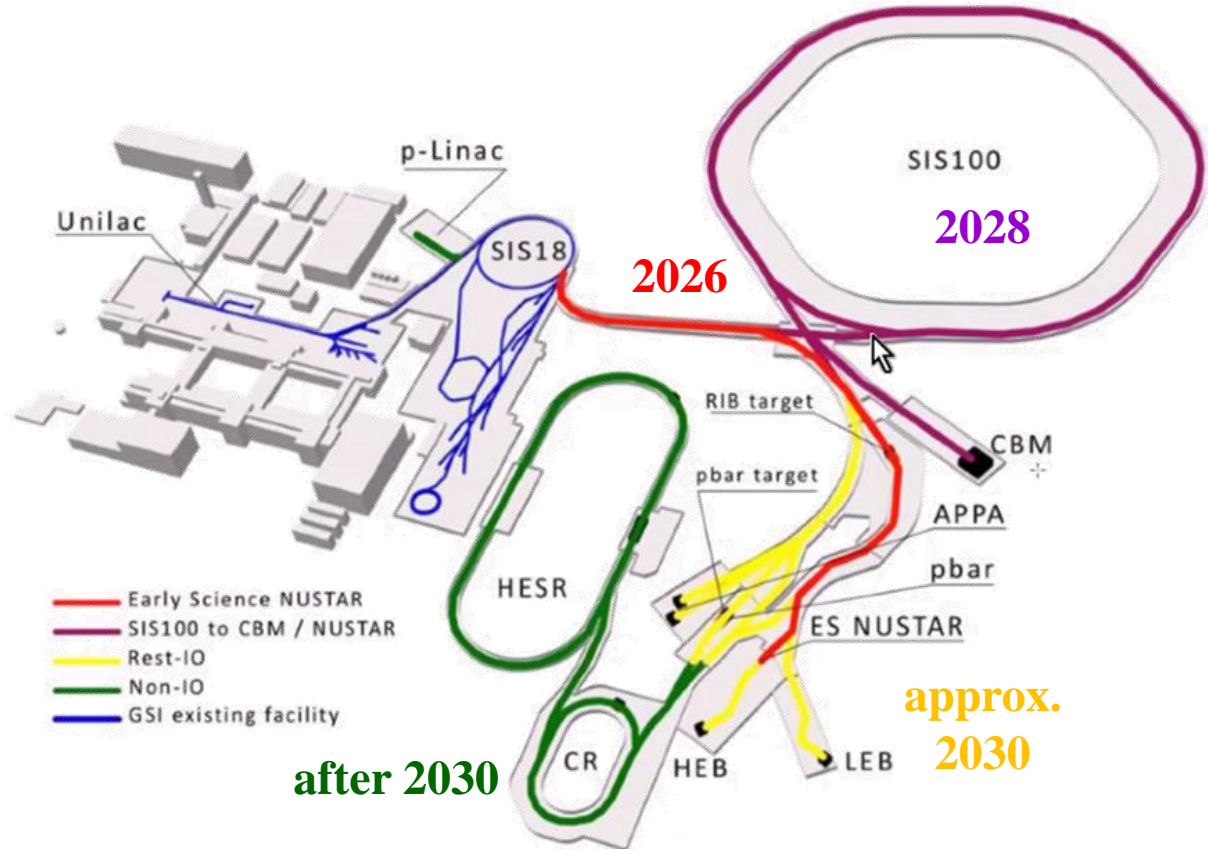 p-Linac
Unilac
SIS18
SIS100
2028
2026
RIB target
CBM
pbar target
APPA
pbar
HESR
ES NUSTAR
Early Science NUSTAR
SIS100 to CBM / NUSTAR
Rest-IO
Non-IO
GSI existing facility
approx.
2030
CR
HEB
LEB
after 2030